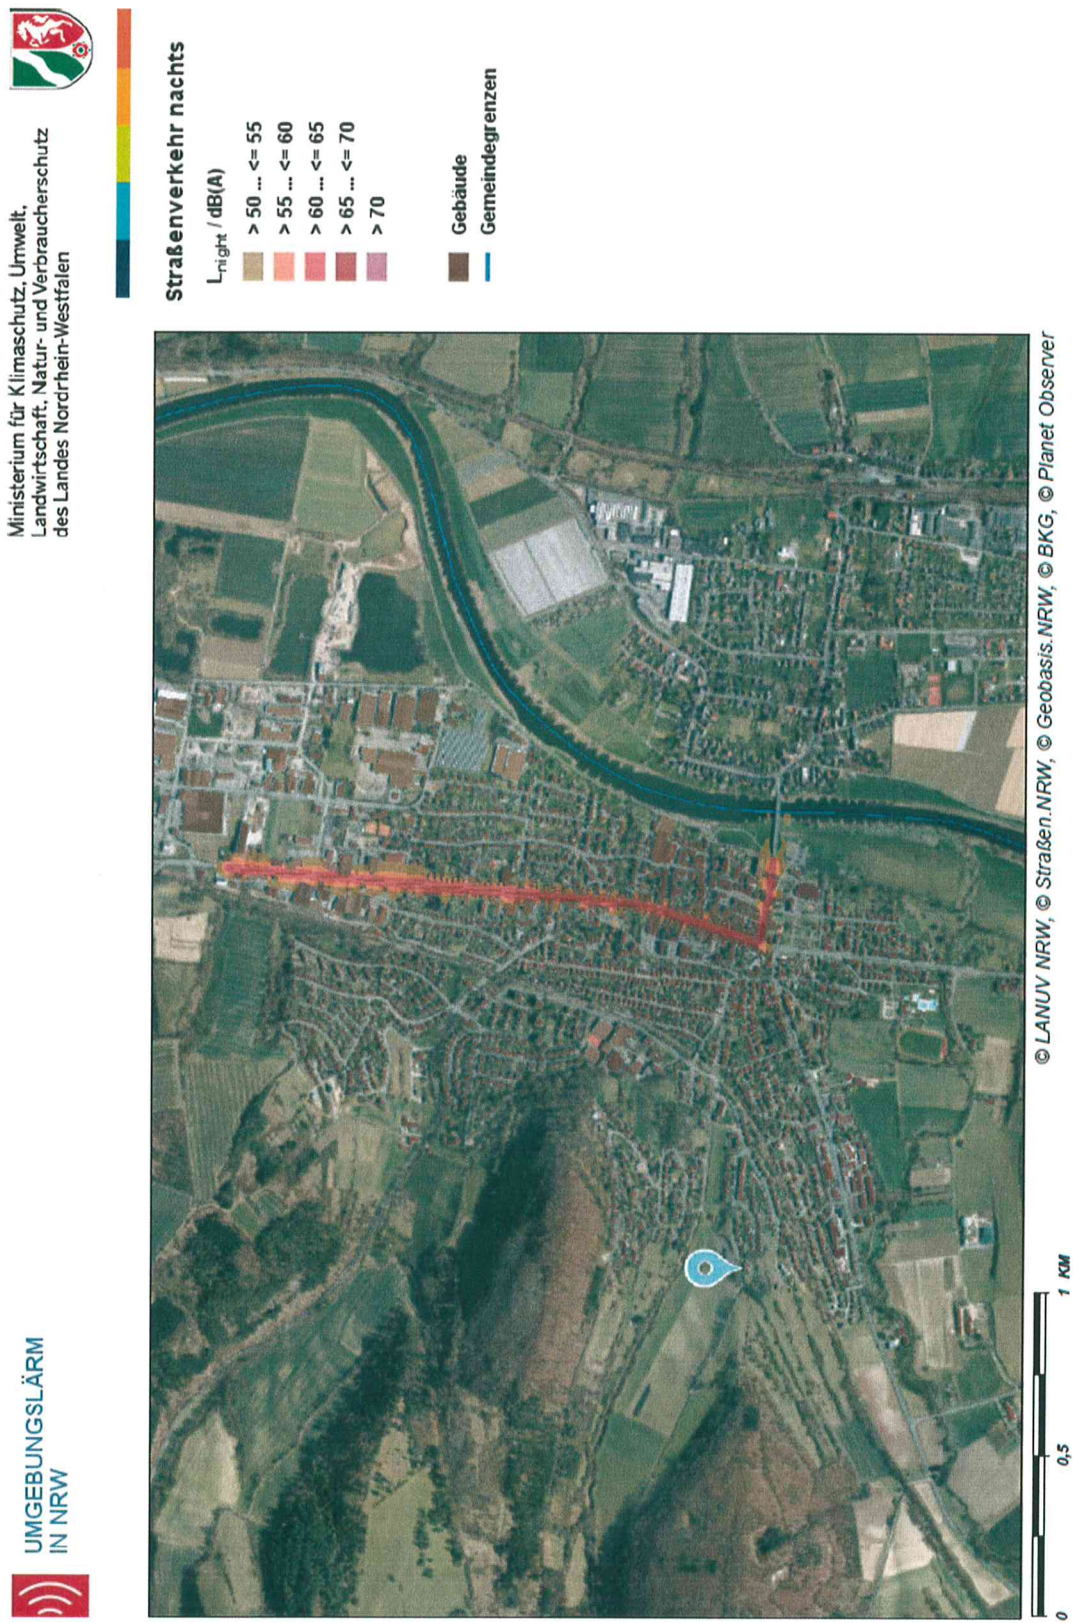 UMGEBUNGSLÄRM
IN NRW
Ministerium für Klimaschutz, Umwelt,
Landwirtschaft, Natur- und Verbraucherschutz
des Landes Nordrhein-Westfalen
Straßenverkehr nachts
Lnight / dB(A)
> 50 ... <= 55
> 55 ... <= 60
> 60 ... <= 65
> 65 ... <= 70
> 70
Gebäude
Gemeindegrenzen
0 0,5 1 KM
© LANUV NRW, © Straßen.NRW, © Geobasis.NRW, © BKG, © Planet Observer